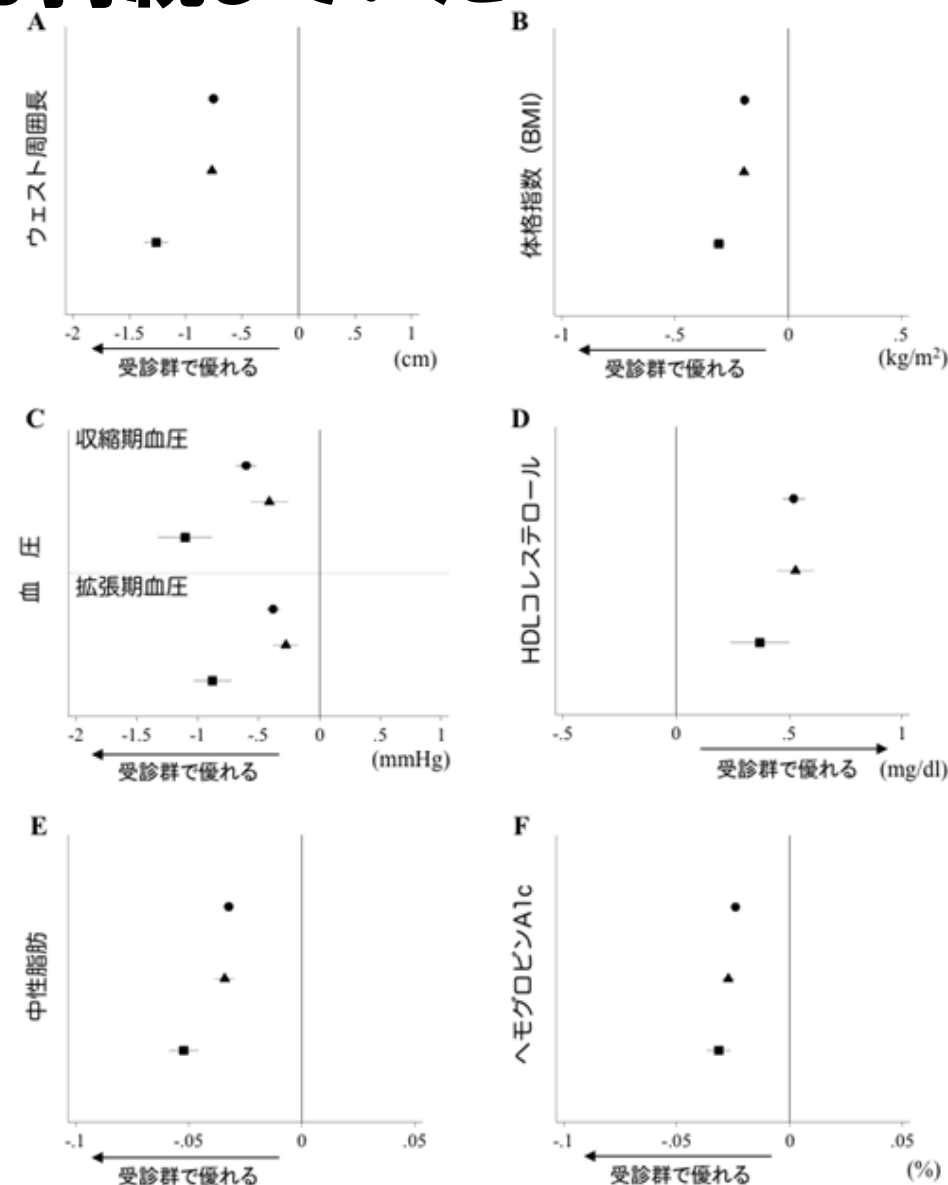 持続していた
A
ウェスト周囲長
-2 -1.5 -1 -.5 0 .5 1
受診群で優れる
(cm)
B
体格指数（BMI）
-1 -.5 0 .5
受診群で優れる
(kg/m²)
C
血 圧
収縮期血圧
拡張期血圧
-2 -1.5 -1 -.5 0 .5 1
受診群で優れる
(mmHg)
D
HDLコレステロール
-.5 0 .5 1
受診群で優れる
(mg/dl)
E
中性脂肪
-.1 -.05 0 .05
受診群で優れる
F
ヘモグロビンA1c
-.1 -.05 0 .05
受診群で優れる
(%)